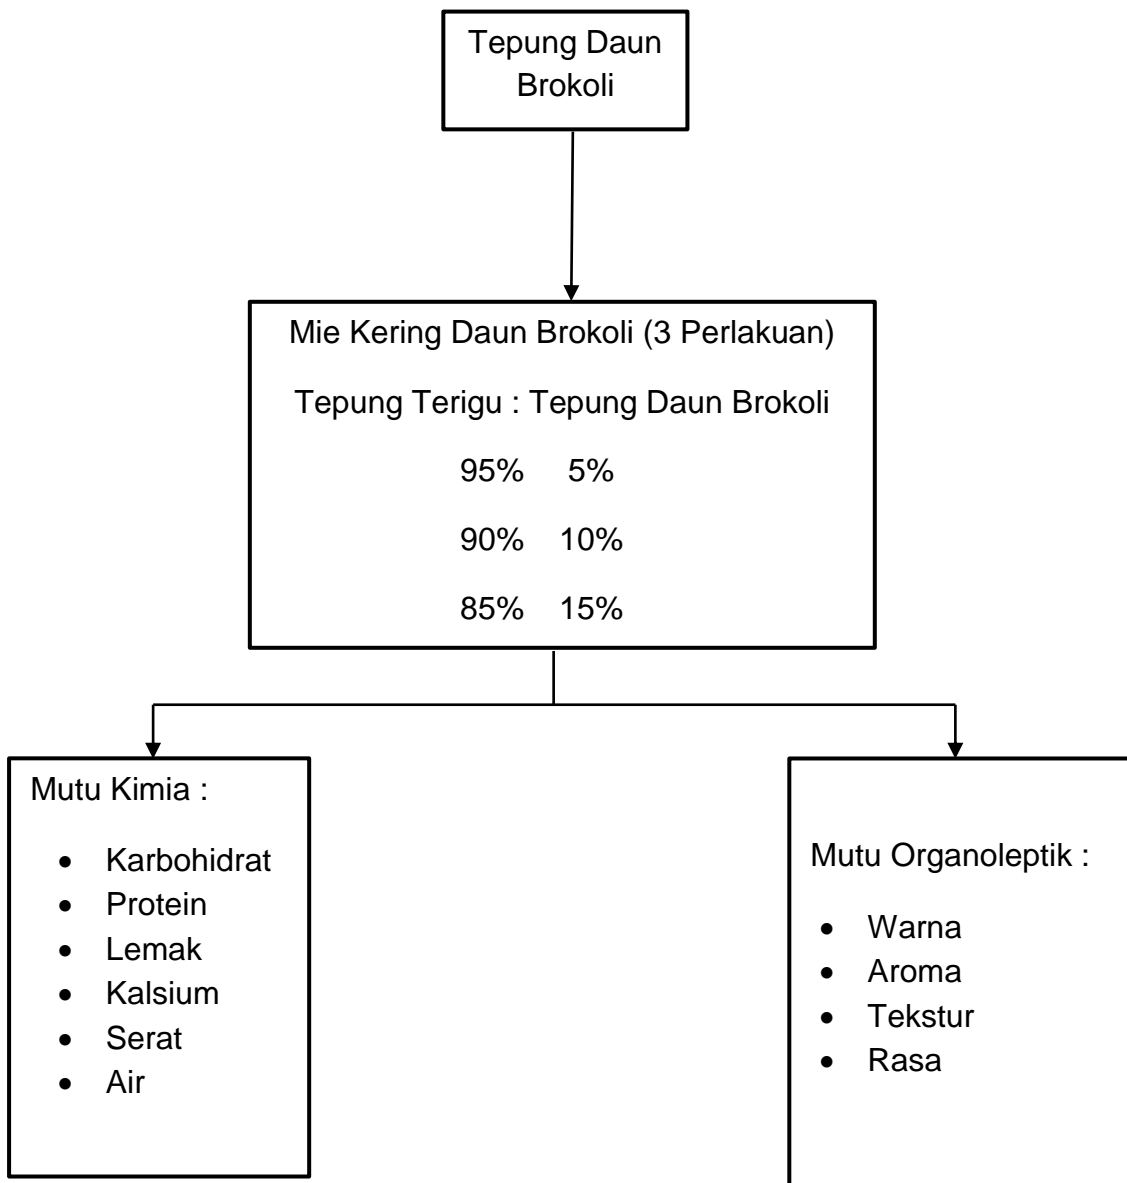 Tepung Daun
Brokoli
Mie Kering Daun Brokoli (3 Perlakuan)
Tepung Terigu : Tepung Daun Brokoli
95% 5%
90% 10%
85% 15%
Mutu Kimia :
• Karbohidrat
• Protein
• Lemak
• Kalsium
• Serat
• Air
Mutu Organoleptik :
• Warna
• Aroma
• Tekstur
• Rasa